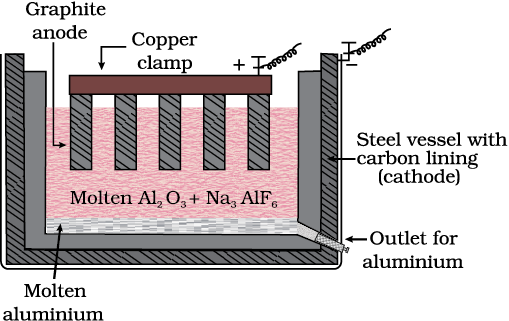 Graphite
anode
Copper
clamp
+
−
Steel vessel with
carbon lining
(cathode)
Molten Al₂O₃ + Na₃AlF₆
Outlet for
aluminium
Molten
aluminium